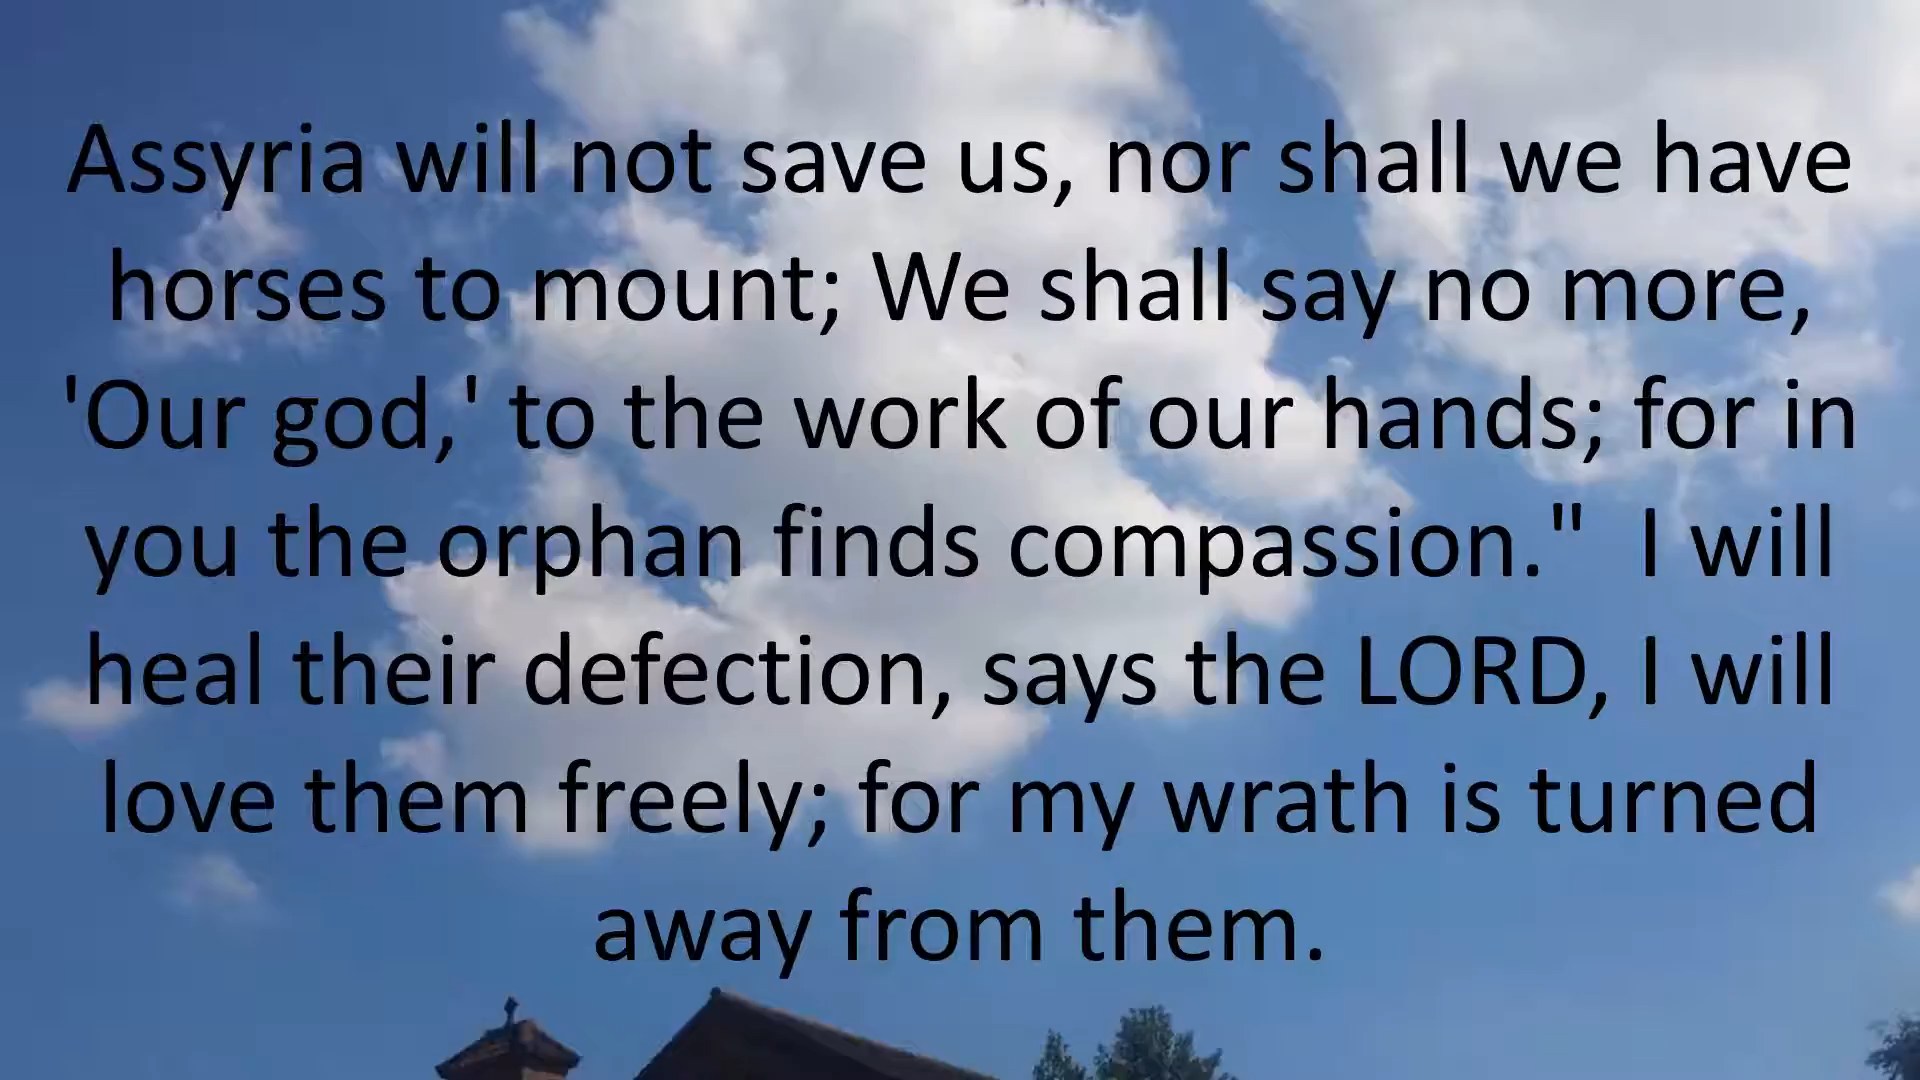 Assyria will not save us, nor shall we have
horses to mount; We shall say no more,
'Our god,' to the work of our hands; for in
you the orphan finds compassion."  I will
heal their defection, says the LORD, I will
love them freely; for my wrath is turned
away from them.